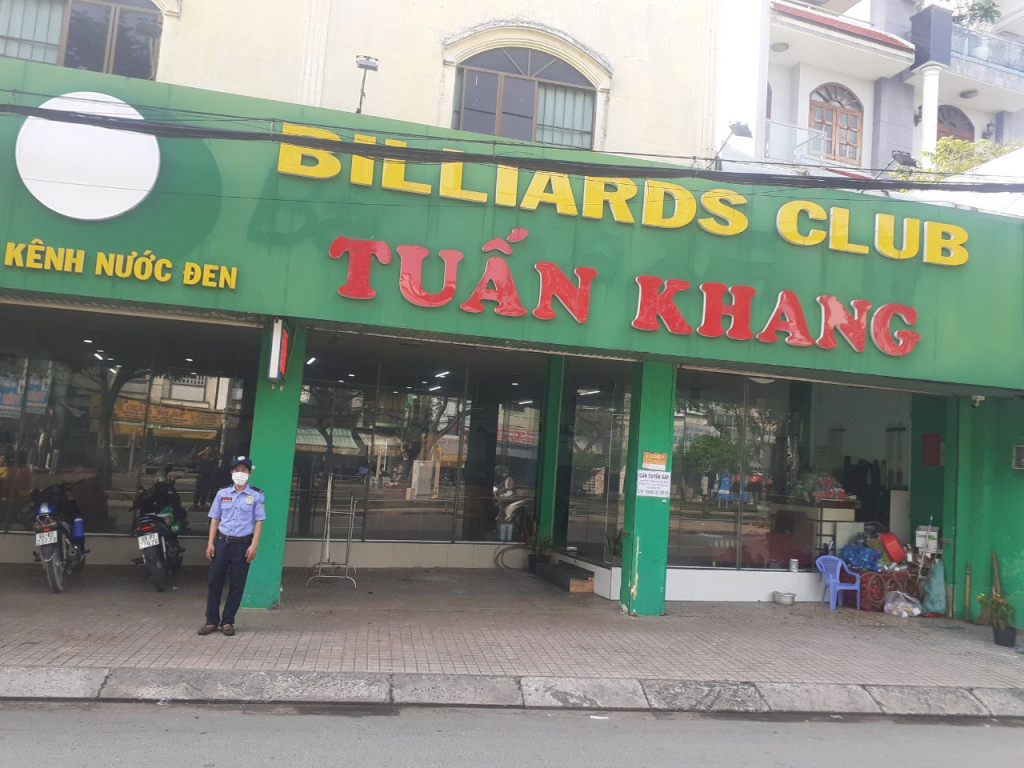 BILLIARDS CLUB
KÊNH NƯỚC ĐEN
TUẤN KHANG
CẦN TUYỂN GẤP